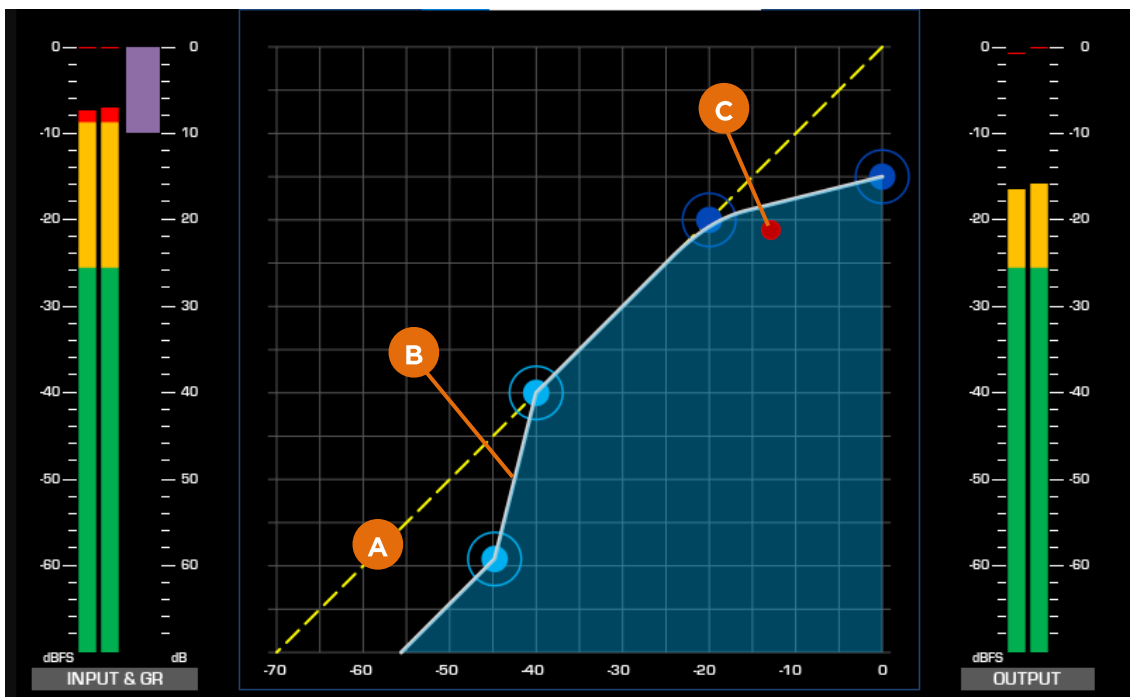 0 0
-10 10
-20 20
-30 30
-40 40
-50 50
-60 60
dBFS dB
INPUT & GR
C
B
A
-70 -60 -50 -40 -30 -20 -10 0
0 0
-10 -10
-20 -20
-30 -30
-40 -40
-50 -50
-60 -60
dBFS
OUTPUT